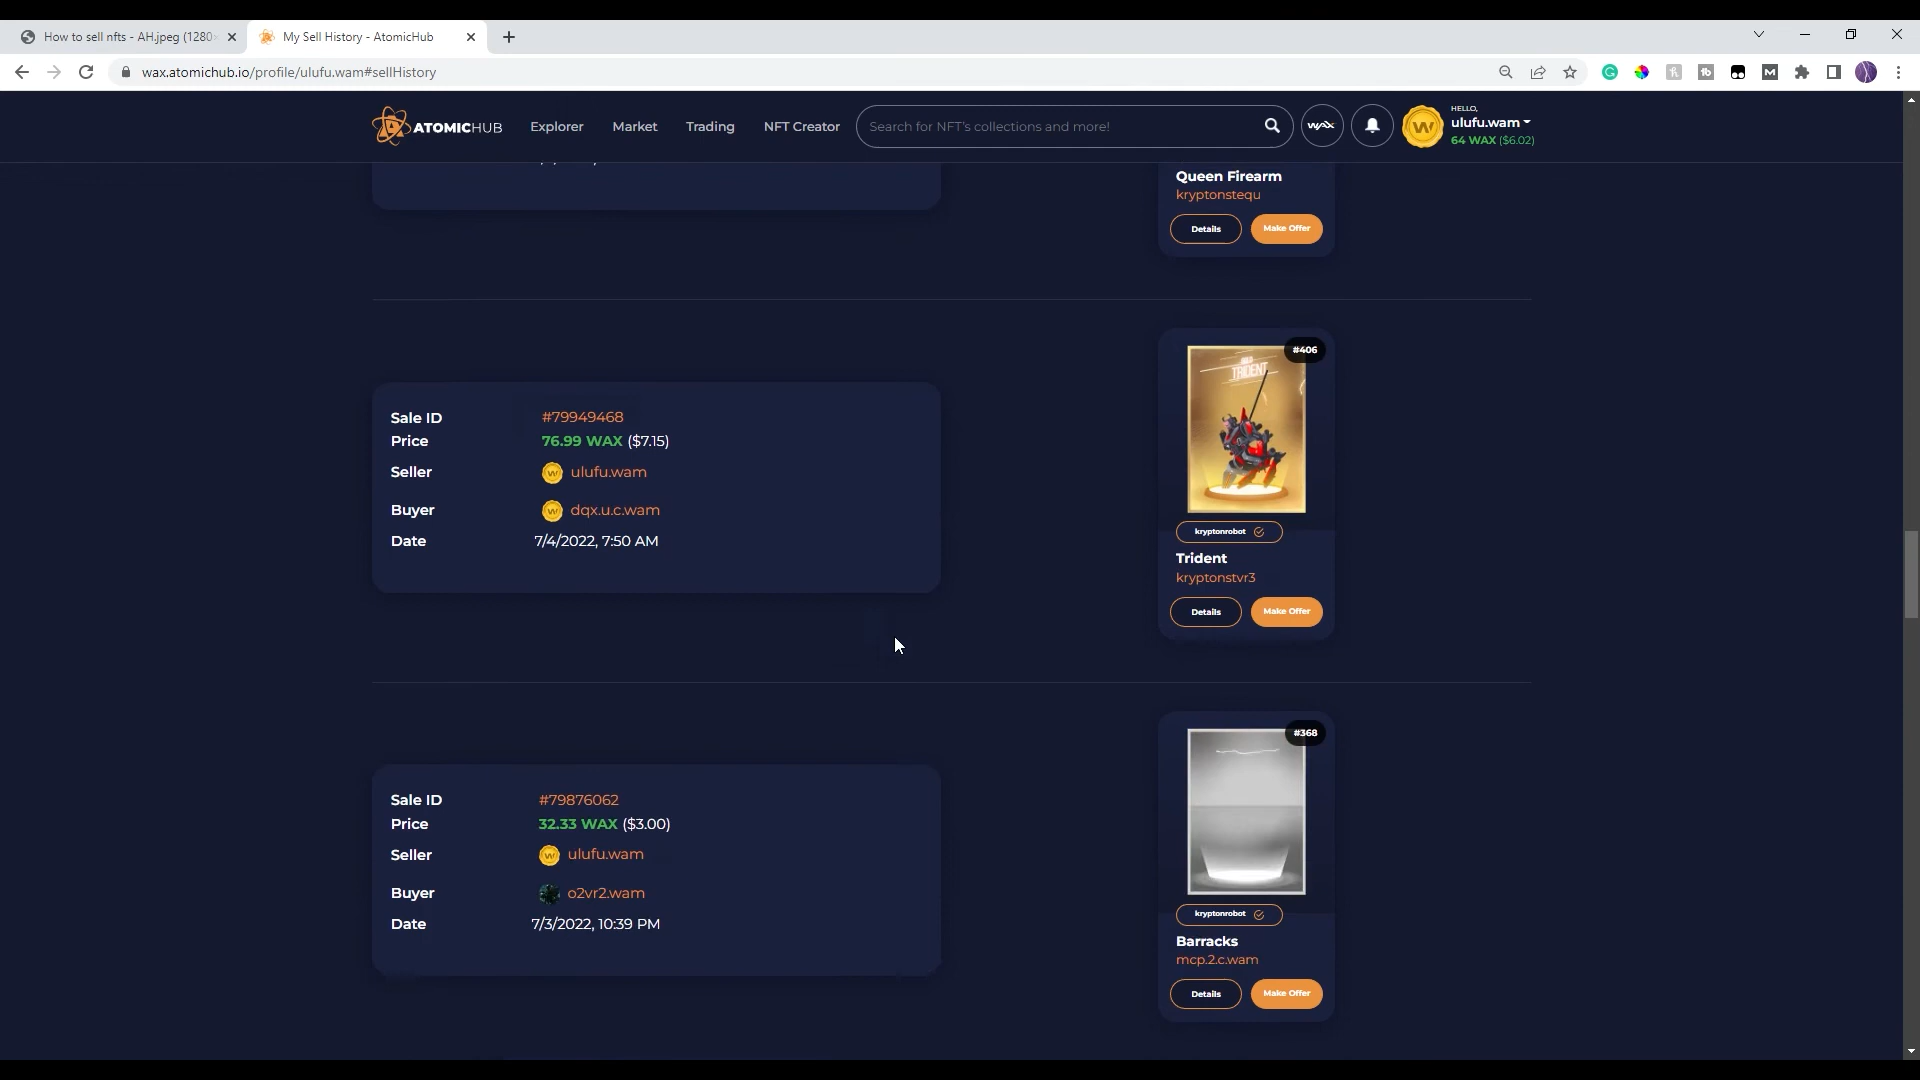 How to sell nfts - AH.jpeg (1280×
My Sell History - AtomicHub
wax.atomichub.io/profile/ulufu.wam#sellHistory
ATOMICHUB
Explorer
Market
Trading
NFT Creator
Search for NFT's collections and more!
WAX
HELLO,
ulufu.wam
64 WAX ($6.02)
Queen Firearm
kryptonstequ
Details
Make Offer
Sale ID #79949468
Price 76.99 WAX ($7.15)
Seller ulufu.wam
Buyer dqx.u.c.wam
Date 7/4/2022, 7:50 AM
#406
TRIDENT
kryptonrobot
Trident
kryptonstvr3
Details
Make Offer
Sale ID #79876062
Price 32.33 WAX ($3.00)
Seller ulufu.wam
Buyer o2vr2.wam
Date 7/3/2022, 10:39 PM
#368
kryptonrobot
Barracks
mcp.2.c.wam
Details
Make Offer